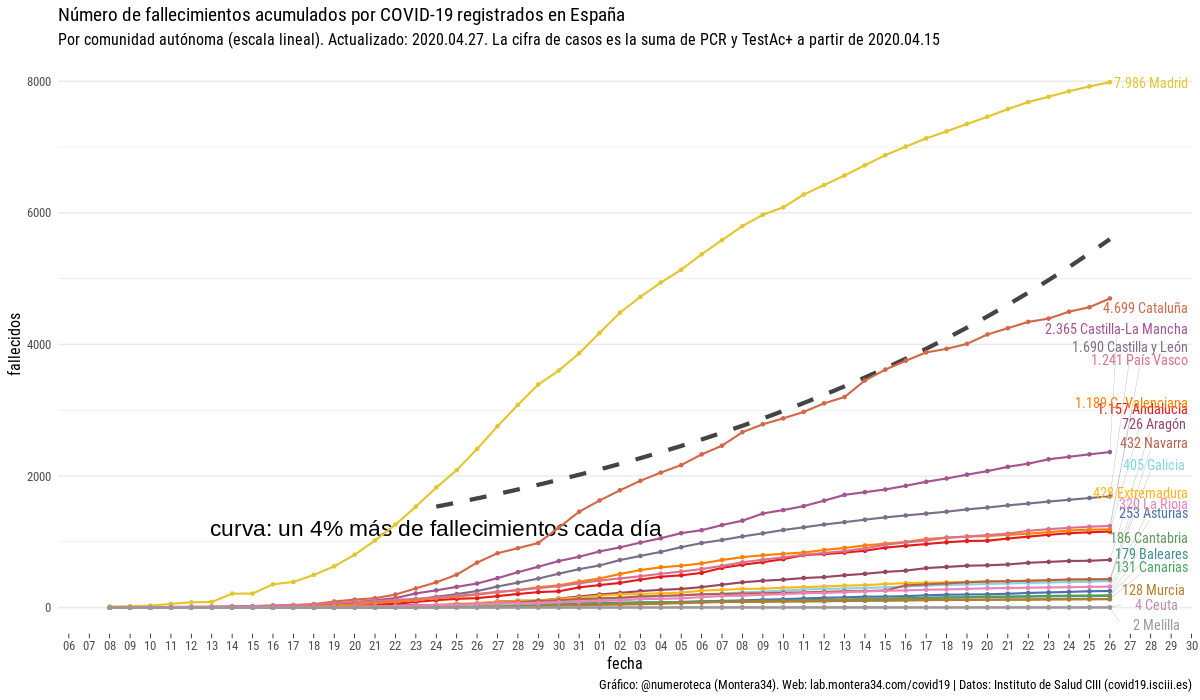 Número de fallecimientos acumulados por COVID-19 registrados en España
Por comunidad autónoma (escala lineal). Actualizado: 2020.04.27. La cifra de casos es la suma de PCR y TestAc+ a partir de 2020.04.15
8000
6000
4000
2000
0
fallecidos
7.986 Madrid
4.699 Cataluña
2.365 Castilla-La Mancha
1.690 Castilla y León
1.241 País Vasco
1.189 C. Valenciana
1.157 Andalucía
726 Aragón
432 Navarra
405 Galicia
428 Extremadura
320 La Rioja
253 Asturias
186 Cantabria
179 Baleares
131 Canarias
128 Murcia
4 Ceuta
2 Melilla
curva: un 4% más de fallecimientos cada día
06 07 08 09 10 11 12 13 14 15 16 17 18 19 20 21 22 23 24 25 26 27 28 29 30 31 01 02 03 04 05 06 07 08 09 10 11 12 13 14 15 16 17 18 19 20 21 22 23 24 25 26 27 28 29 30
fecha
Gráfico: @numeroteca (Montera34). Web: lab.montera34.com/covid19 | Datos: Instituto de Salud CIII (covid19.isciii.es)